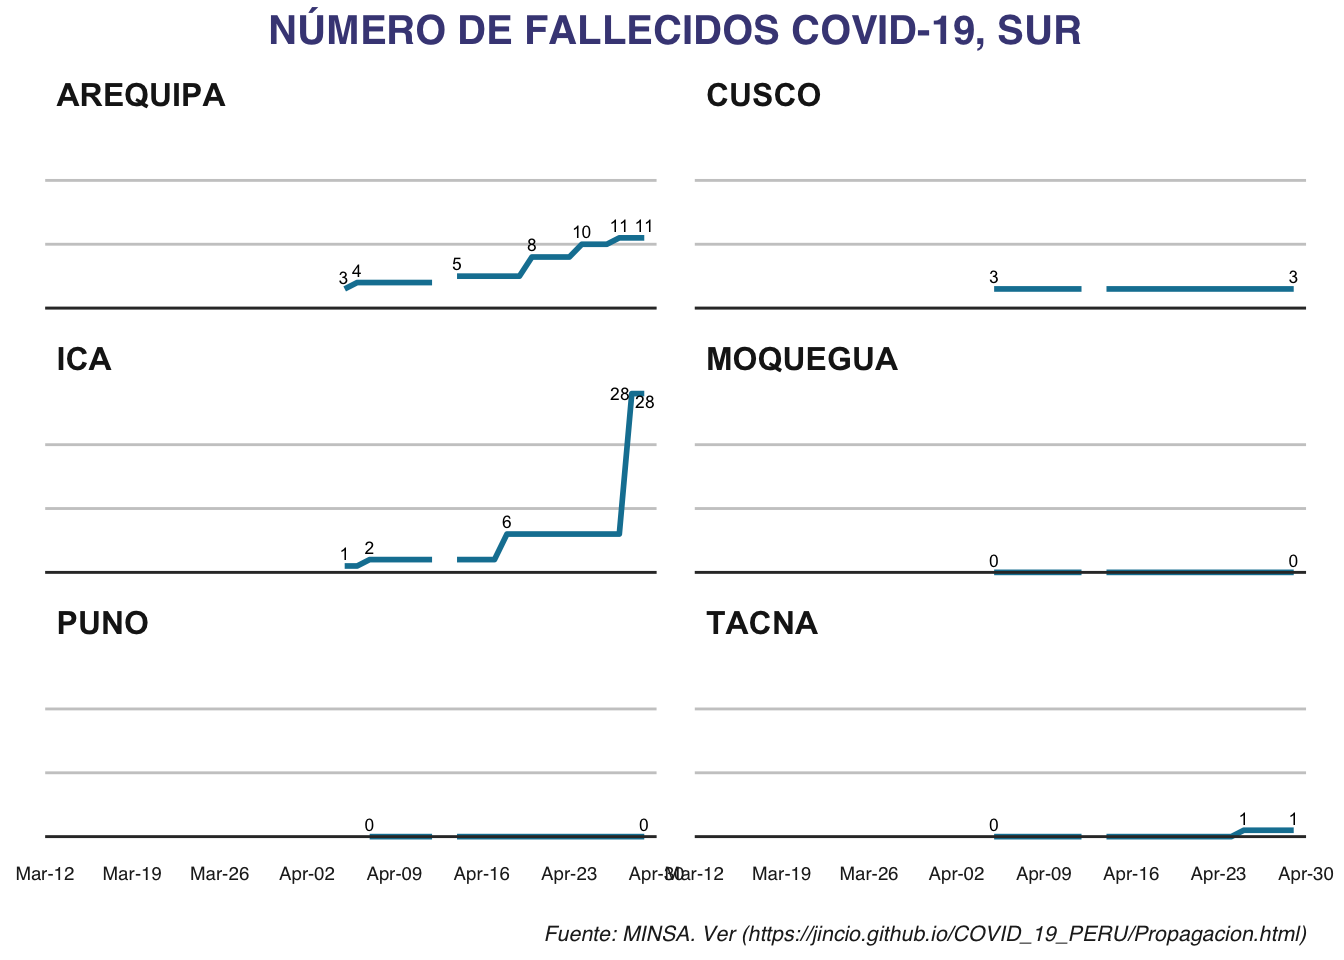 NÚMERO DE FALLECIDOS COVID-19, SUR
AREQUIPA
3 4 5 8 10 11 11
CUSCO
3 3
ICA
1 2 6 28 28
MOQUEGUA
0 0
PUNO
0 0
TACNA
0 1 1
Mar-12 Mar-19 Mar-26 Apr-02 Apr-09 Apr-16 Apr-23 Apr-30 Mar-12 Mar-19 Mar-26 Apr-02 Apr-09 Apr-16 Apr-23 Apr-30
Fuente: MINSA. Ver (https://jincio.github.io/COVID_19_PERU/Propagacion.html)